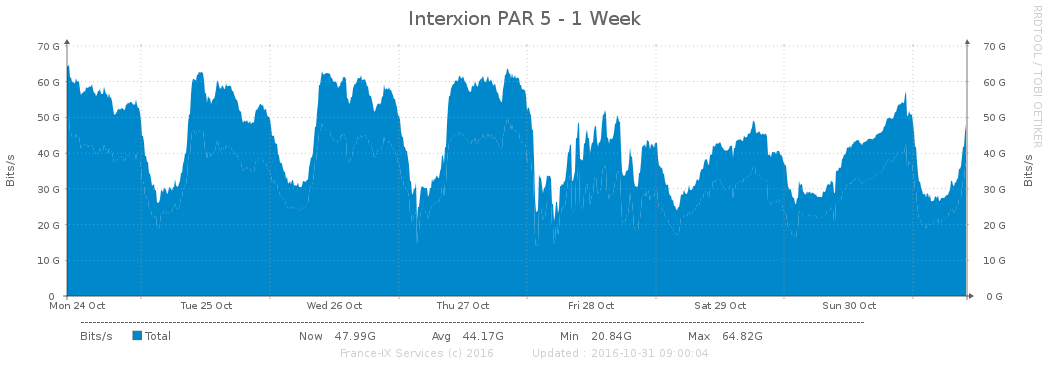 Interxion PAR 5 - 1 Week
RRDTOOL / TOBI OETIKER
Bits/s
70 G 70 G
60 G 60 G
50 G 50 G
40 G 40 G
30 G 30 G
20 G 20 G
10 G 10 G
0 0 G
Bits/s
Mon 24 Oct Tue 25 Oct Wed 26 Oct Thu 27 Oct Fri 28 Oct Sat 29 Oct Sun 30 Oct
Bits/s Total Now 47.99G Avg 44.17G Min 20.84G Max 64.82G
France-IX Services (c) 2016 Updated : 2016-10-31 09:00:04